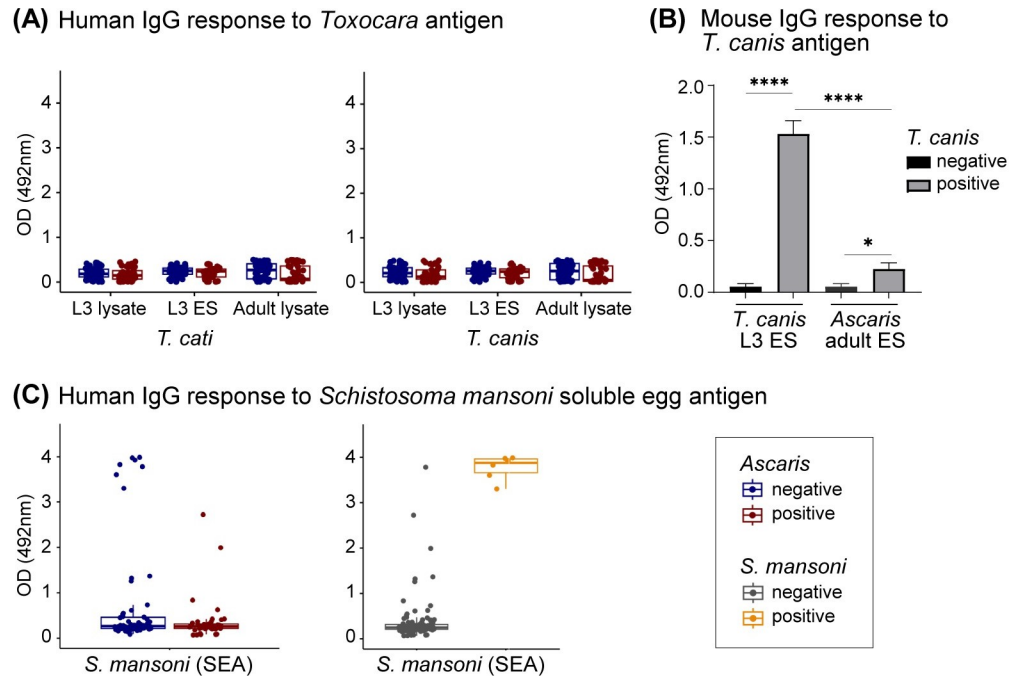 (A) Human IgG response to Toxocara antigen
OD (492nm)
4
3
2
1
0
L3 lysate L3 ES Adult lysate
T. cati
4
3
2
1
0
L3 lysate L3 ES Adult lysate
T. canis
(B) Mouse IgG response to
T. canis antigen
OD (492nm)
2.0
1.5
1.0
0.5
0.0
****
****
*
T. canis
L3 ES
Ascaris
adult ES
T. canis
negative
positive
(C) Human IgG response to Schistosoma mansoni soluble egg antigen
OD (492nm)
4
3
2
1
0
S. mansoni (SEA)
4
3
2
1
0
S. mansoni (SEA)
Ascaris
negative
positive
S. mansoni
negative
positive